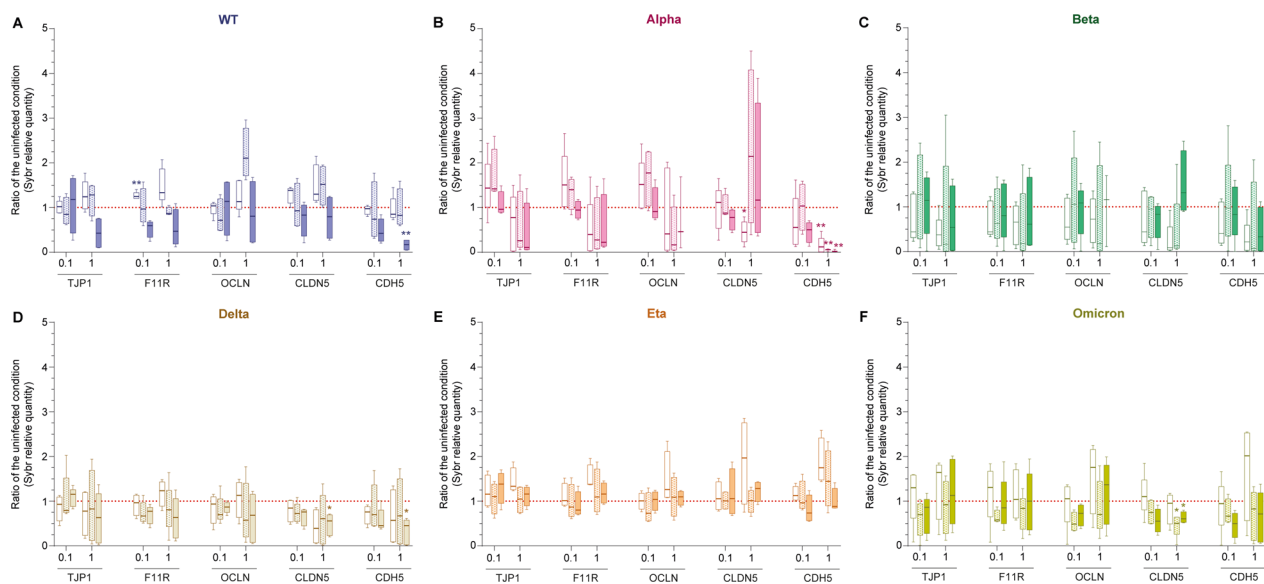 A
WT
Ratio of the uninfected condition
(Sybr relative quantity)
5
4
3
2
1
0
**
**
0.1 1 0.1 1 0.1 1 0.1 1 0.1 1
TJP1 F11R OCLN CLDN5 CDH5
B
Alpha
Ratio of the uninfected condition
(Sybr relative quantity)
5
4
3
2
1
0
*
**
**
**
0.1 1 0.1 1 0.1 1 0.1 1 0.1 1
TJP1 F11R OCLN CLDN5 CDH5
C
Beta
Ratio of the uninfected condition
(Sybr relative quantity)
5
4
3
2
1
0
0.1 1 0.1 1 0.1 1 0.1 1 0.1 1
TJP1 F11R OCLN CLDN5 CDH5
D
Delta
Ratio of the uninfected condition
(Sybr relative quantity)
5
4
3
2
1
0
*
*
0.1 1 0.1 1 0.1 1 0.1 1 0.1 1
TJP1 F11R OCLN CLDN5 CDH5
E
Eta
Ratio of the uninfected condition
(Sybr relative quantity)
5
4
3
2
1
0
0.1 1 0.1 1 0.1 1 0.1 1 0.1 1
TJP1 F11R OCLN CLDN5 CDH5
F
Omicron
Ratio of the uninfected condition
(Sybr relative quantity)
5
4
3
2
1
0
* *
0.1 1 0.1 1 0.1 1 0.1 1 0.1 1
TJP1 F11R OCLN CLDN5 CDH5